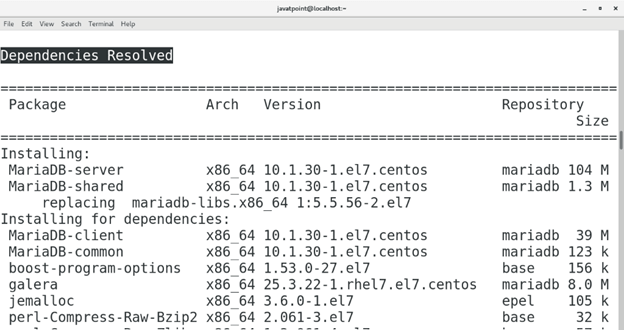 javatpoint@localhost:~
File Edit View Search Terminal Help
Dependencies Resolved
================================================================================
Package Arch Version Repository
Size
================================================================================
Installing:
MariaDB-server x86_64 10.1.30-1.el7.centos mariadb 104 M
MariaDB-shared x86_64 10.1.30-1.el7.centos mariadb 1.3 M
replacing mariadb-libs.x86_64 1:5.5.56-2.el7
Installing for dependencies:
MariaDB-client x86_64 10.1.30-1.el7.centos mariadb 39 M
MariaDB-common x86_64 10.1.30-1.el7.centos mariadb 123 k
boost-program-options x86_64 1.53.0-27.el7 base 156 k
galera x86_64 25.3.22-1.rhel7.el7.centos mariadb 8.0 M
jemalloc x86_64 3.6.0-1.el7 epel 105 k
perl-Compress-Raw-Bzip2 x86_64 2.061-3.el7 base 32 k